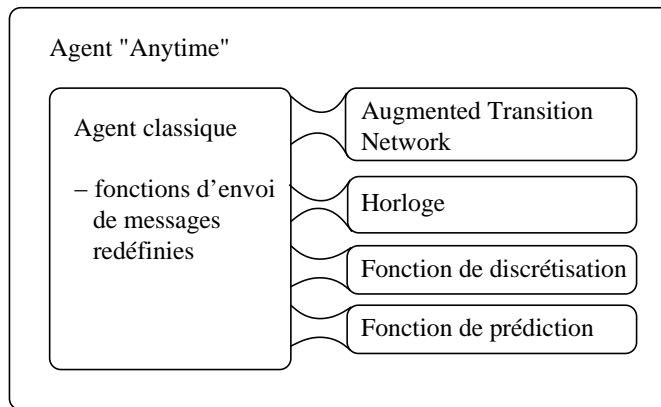 Agent "Anytime"
Agent classique
– fonctions d'envoi
de messages
redéfinies
Augmented Transition
Network
Horloge
Fonction de discrétisation
Fonction de prédiction